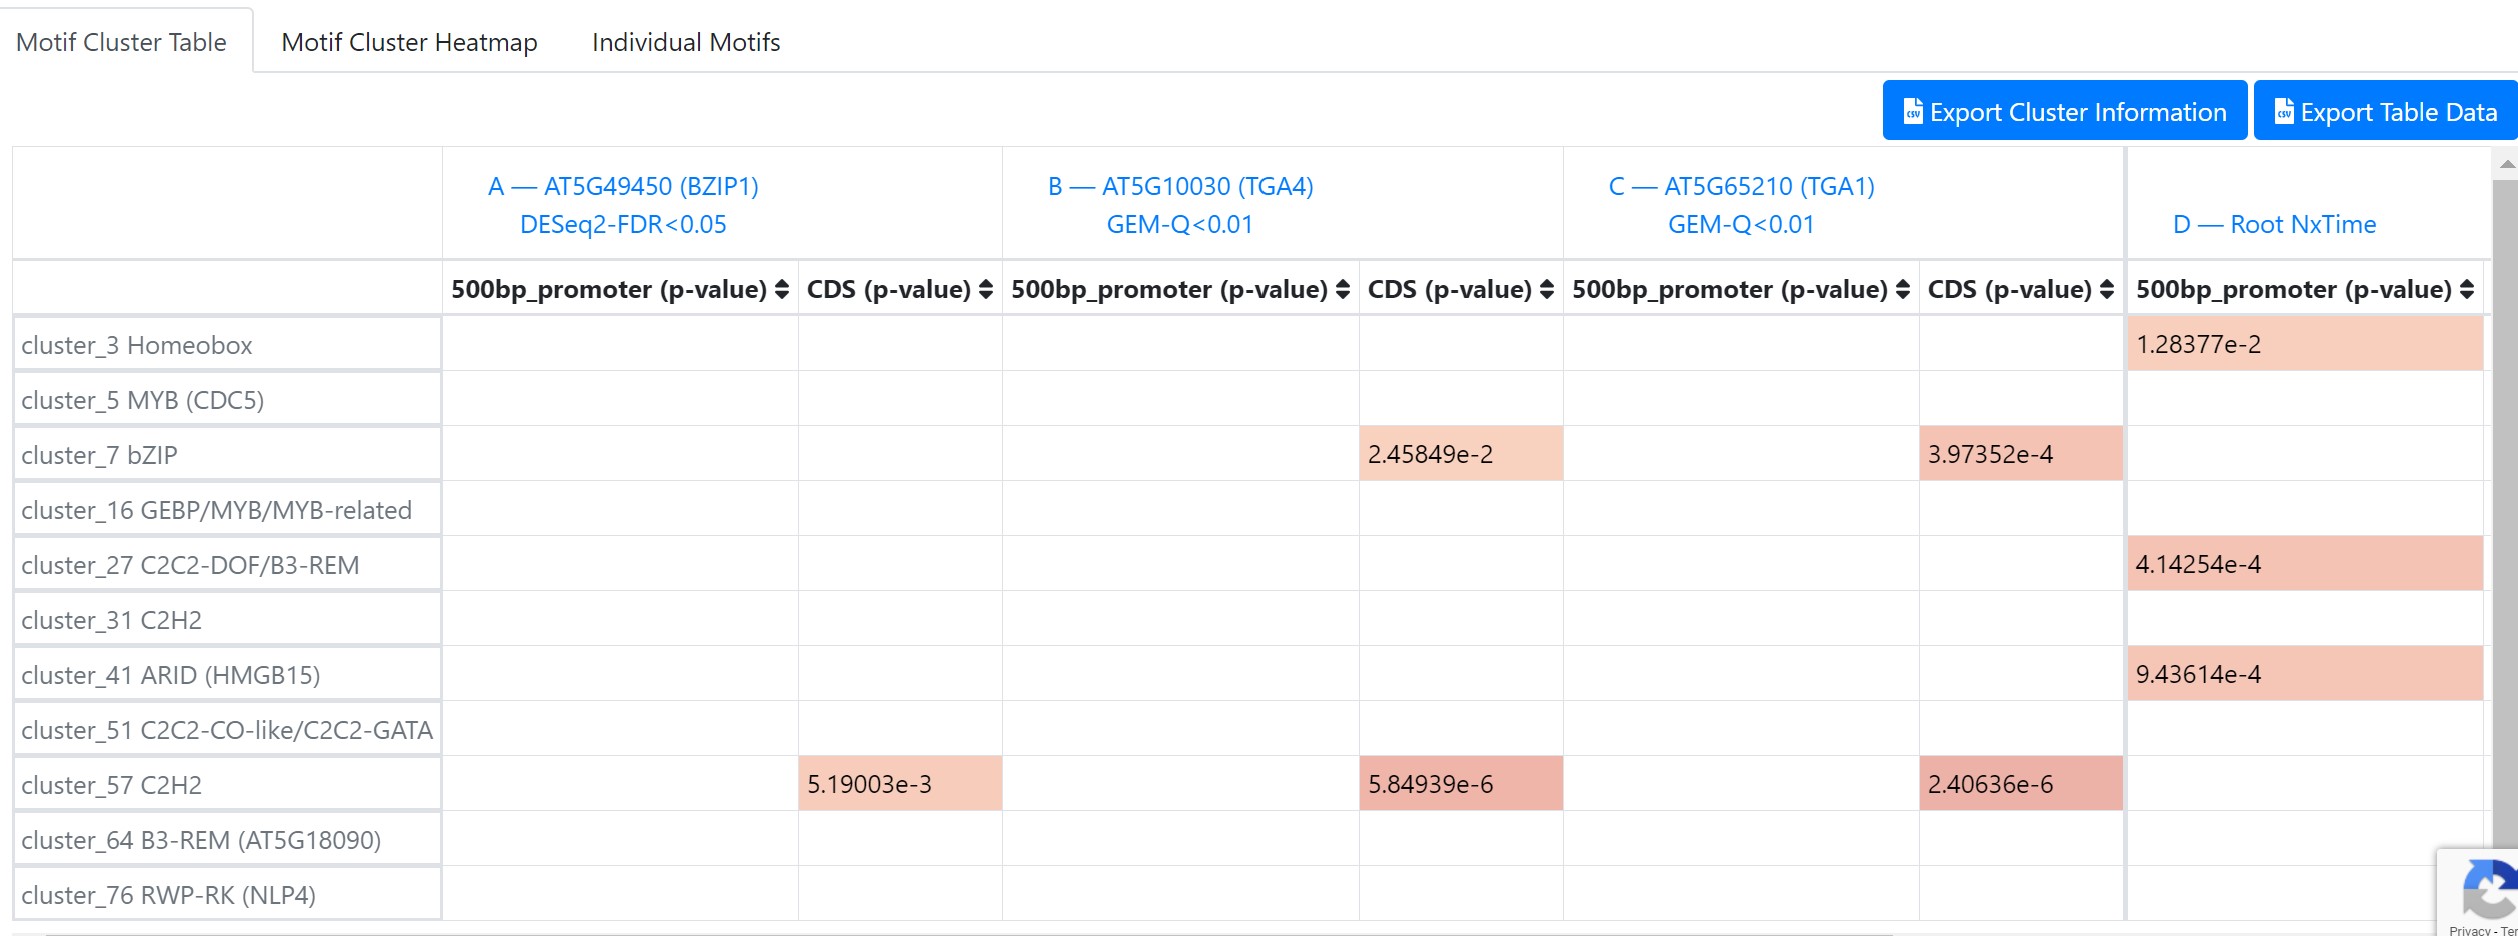 Motif Cluster Table Motif Cluster Heatmap Individual Motifs
Export Cluster Information Export Table Data
A — AT5G49450 (BZIP1) B — AT5G10030 (TGA4) C — AT5G65210 (TGA1)
DESeq2-FDR<0.05 GEM-Q<0.01 GEM-Q<0.01 D — Root NxTime
500bp_promoter (p-value) CDS (p-value) 500bp_promoter (p-value) CDS (p-value) 500bp_promoter (p-value) CDS (p-value) 500bp_promoter (p-value)
cluster_3 Homeobox 1.28377e-2
cluster_5 MYB (CDC5)
cluster_7 bZIP 2.45849e-2 3.97352e-4
cluster_16 GEBP/MYB/MYB-related
cluster_27 C2C2-DOF/B3-REM 4.14254e-4
cluster_31 C2H2
cluster_41 ARID (HMGB15) 9.43614e-4
cluster_51 C2C2-CO-like/C2C2-GATA
cluster_57 C2H2 5.19003e-3 5.84939e-6 2.40636e-6
cluster_64 B3-REM (AT5G18090)
cluster_76 RWP-RK (NLP4)
Privacy -